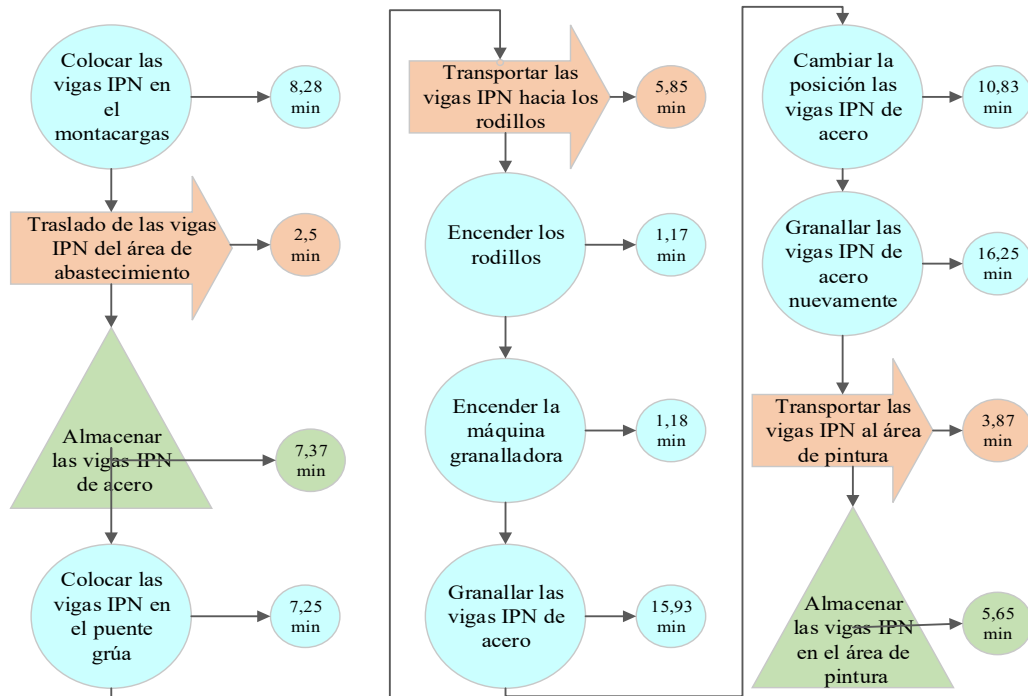 Colocar las
vigas IPN en
el
montacargas
8,28
min
Traslado de las vigas
IPN del área de
abastecimiento
2,5
min
Almacenar
las vigas IPN
de acero
7,37
min
Colocar las
vigas IPN en
el puente
grúa
7,25
min
Transportar las
vigas IPN hacia los
rodillos
5,85
min
Encender los
rodillos
1,17
min
Encender la
máquina
granalladora
1,18
min
Granallar las
vigas IPN de
acero
15,93
min
Cambiar la
posición las
vigas IPN de
acero
10,83
min
Granallar las
vigas IPN de
acero
nuevamente
16,25
min
Transportar las
vigas IPN al área
de pintura
3,87
min
Almacenar
las vigas IPN
en el área de
pintura
5,65
min